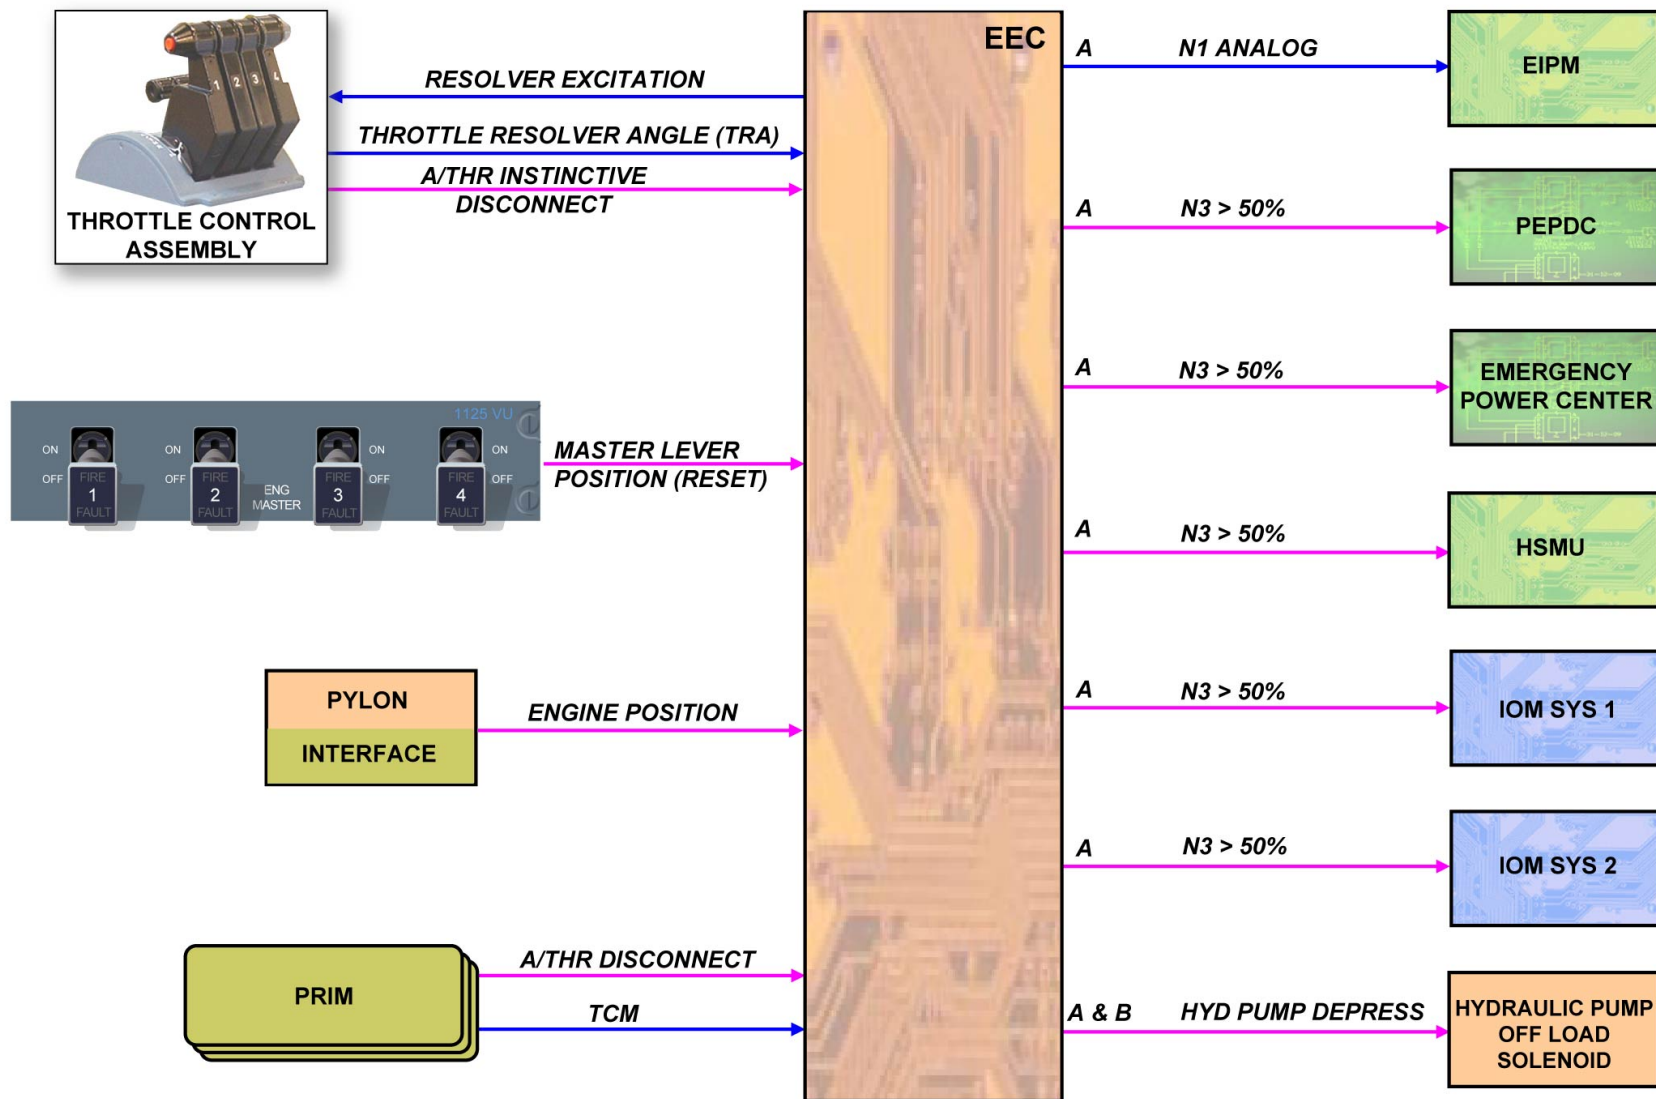 THROTTLE CONTROL
ASSEMBLY
1 2 3 4
RESOLVER EXCITATION
THROTTLE RESOLVER ANGLE (TRA)
A/THR INSTINCTIVE
DISCONNECT
1125 VU
ON
OFF
FIRE
1
FAULT
ON
OFF
FIRE
2
FAULT
ENG
MASTER
FIRE
3
FAULT
ON
OFF
FIRE
4
FAULT
ON
OFF
MASTER LEVER
POSITION (RESET)
PYLON
INTERFACE
ENGINE POSITION
PRIM
A/THR DISCONNECT
TCM
EEC
A N1 ANALOG
EIPM
A N3 > 50%
PEPDC
A N3 > 50%
EMERGENCY
POWER CENTER
A N3 > 50%
HSMU
A N3 > 50%
IOM SYS 1
A N3 > 50%
IOM SYS 2
A & B HYD PUMP DEPRESS
HYDRAULIC PUMP
OFF LOAD
SOLENOID